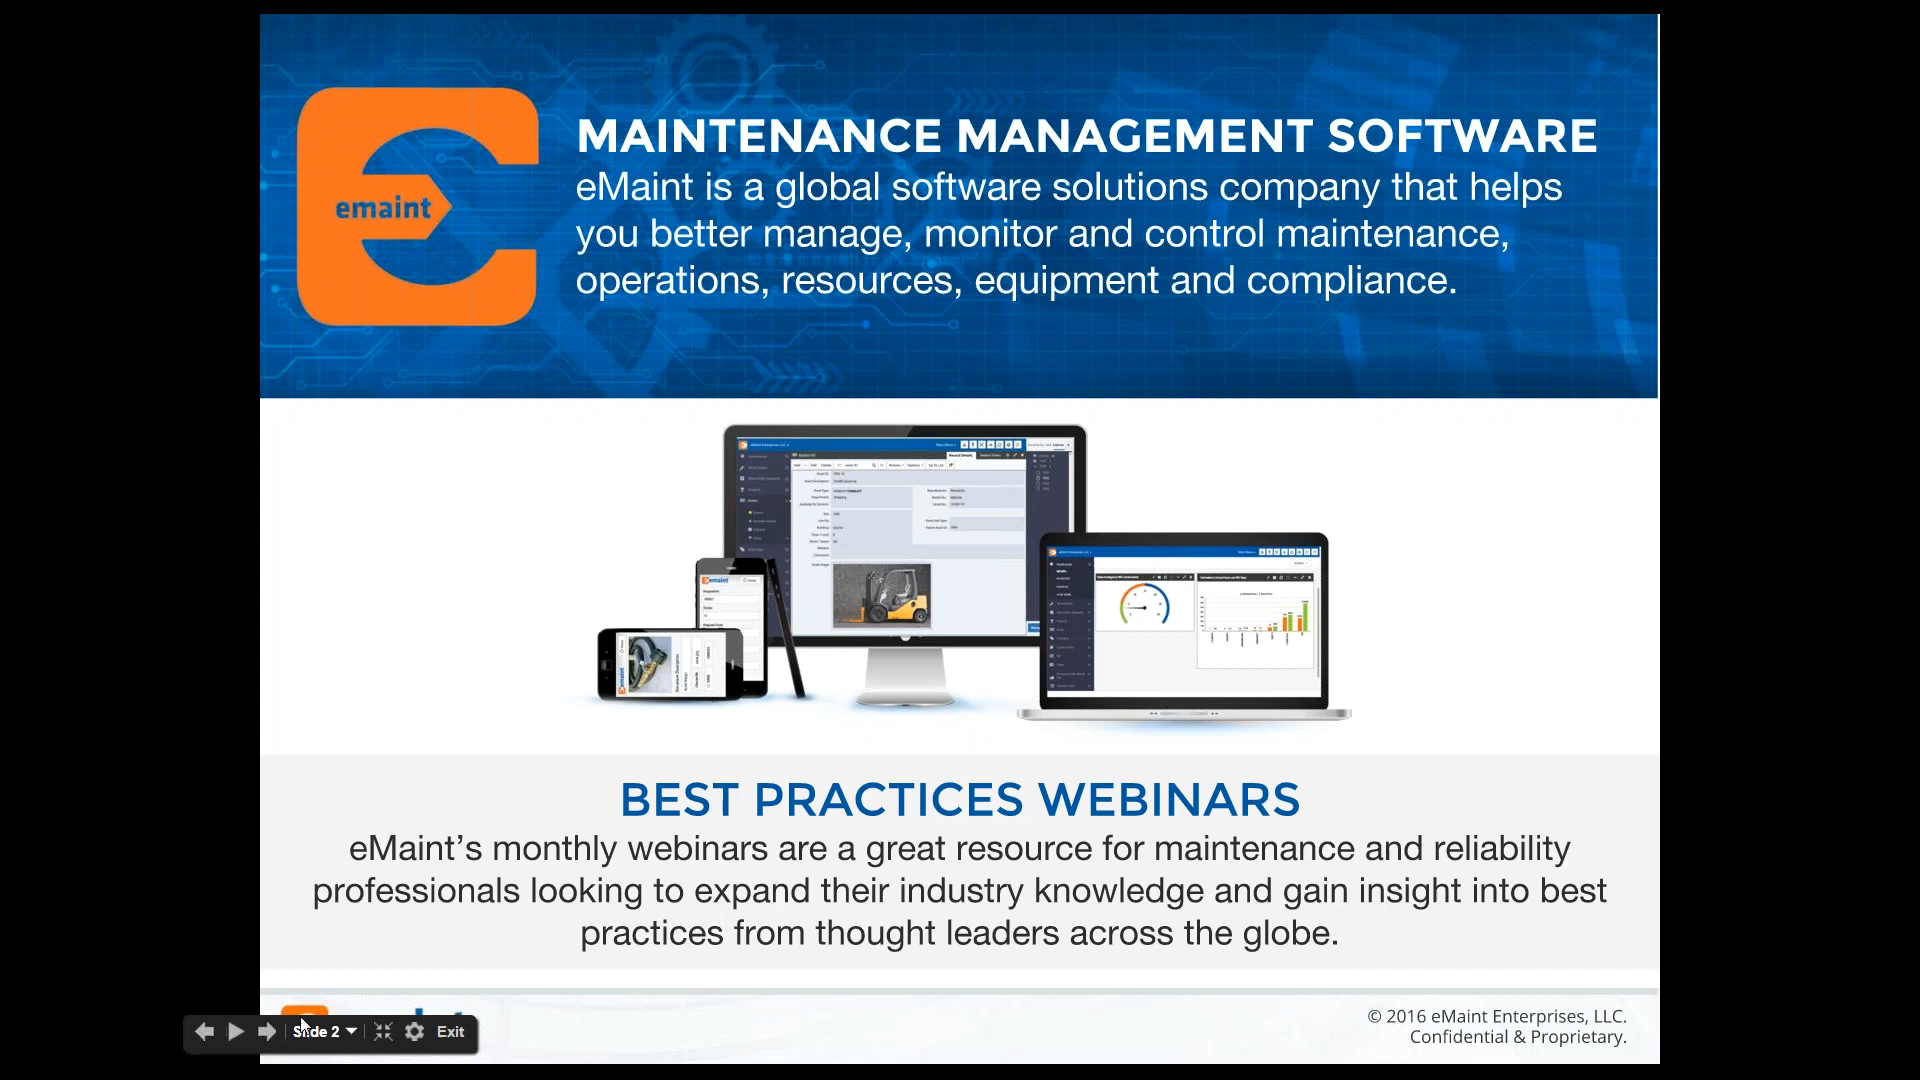 MAINTENANCE MANAGEMENT SOFTWARE
emaint
eMaint is a global software solutions company that helps
you better manage, monitor and control maintenance,
operations, resources, equipment and compliance.
emaint
BEST PRACTICES WEBINARS
eMaint’s monthly webinars are a great resource for maintenance and reliability
professionals looking to expand their industry knowledge and gain insight into best
practices from thought leaders across the globe.
© 2016 eMaint Enterprises, LLC.
Confidential & Proprietary.
Slide 2
Exit